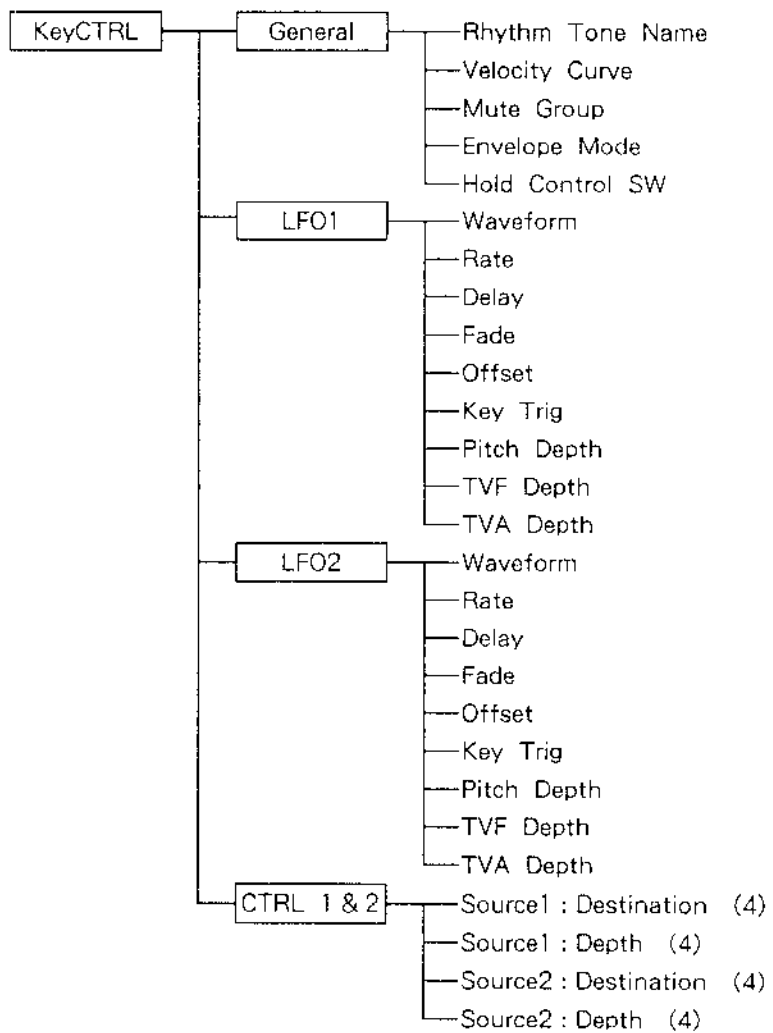 KeyCTRL
General
Rhythm Tone Name
Velocity Curve
Mute Group
Envelope Mode
Hold Control SW
LFO1
Waveform
Rate
Delay
Fade
Offset
Key Trig
Pitch Depth
TVF Depth
TVA Depth
LFO2
Waveform
Rate
Delay
Fade
Offset
Key Trig
Pitch Depth
TVF Depth
TVA Depth
CTRL 1 & 2
Source1 : Destination (4)
Source1 : Depth (4)
Source2 : Destination (4)
Source2 : Depth (4)